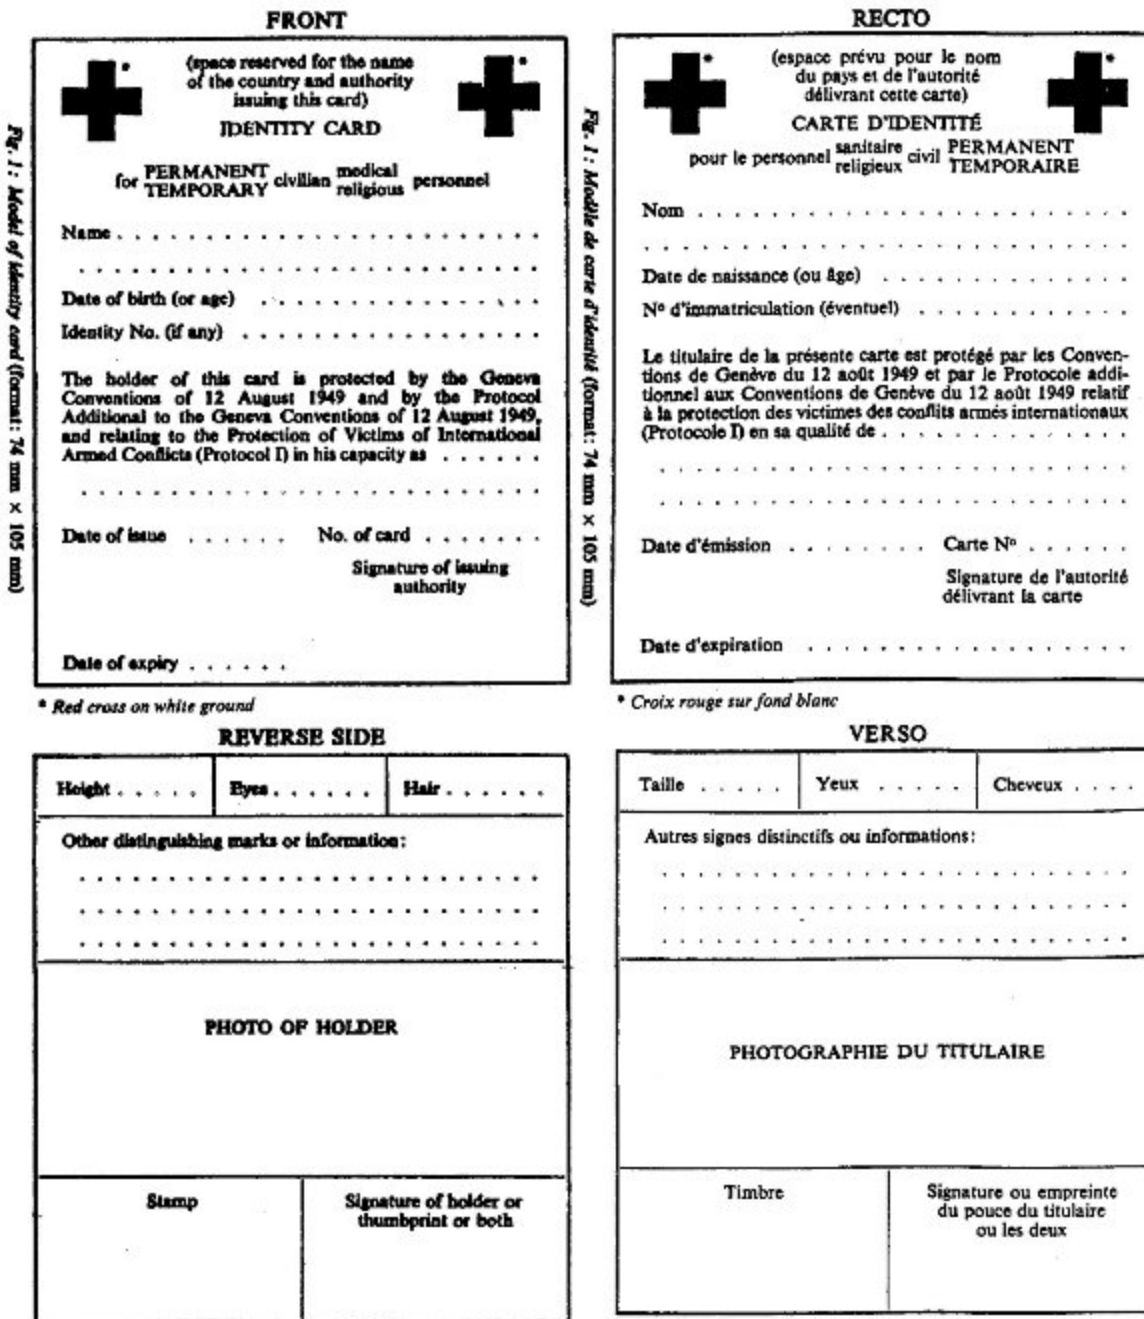 FRONT
(space reserved for the name
of the country and authority
issuing this card)
IDENTITY CARD
for PERMANENT TEMPORARY civilian medical religious personnel
Name . . . . . . . . . . . . . . . . . . . . . . . . .
. . . . . . . . . . . . . . . . . . . . . . . . . . .
Date of birth (or age) . . . . . . . . . . . . . . . . .
Identity No. (if any) . . . . . . . . . . . . . . . . . .
The holder of this card is protected by the Geneva
Conventions of 12 August 1949 and by the Protocol
Additional to the Geneva Conventions of 12 August 1949,
and relating to the Protection of Victims of International
Armed Conflicts (Protocol I) in his capacity as . . . . . .
. . . . . . . . . . . . . . . . . . . . . . . . . . .
Date of issue . . . . . . No. of card . . . . . . .
Signature of issuing
authority
Date of expiry . . . . . .
* Red cross on white ground
Fig. 1: Model of identity card (format: 74 mm × 105 mm)
REVERSE SIDE
Height . . . . . Eyes . . . . . . Hair . . . . . .
Other distinguishing marks or information:
. . . . . . . . . . . . . . . . . . . . . . . . . . .
. . . . . . . . . . . . . . . . . . . . . . . . . . .
. . . . . . . . . . . . . . . . . . . . . . . . . . .
PHOTO OF HOLDER
Stamp
Signature of holder or
thumbprint or both
RECTO
(espace prévu pour le nom
du pays et de l'autorité
délivrant cette carte)
CARTE D'IDENTITÉ
pour le personnel sanitaire religieux civil PERMANENT TEMPORAIRE
Nom . . . . . . . . . . . . . . . . . . . . . . . . . .
. . . . . . . . . . . . . . . . . . . . . . . . . . . .
Date de naissance (ou âge) . . . . . . . . . . . . . . .
Nº d'immatriculation (éventuel) . . . . . . . . . . . . . .
Le titulaire de la présente carte est protégé par les Conven-
tions de Genève du 12 août 1949 et par le Protocole addi-
tionnel aux Conventions de Genève du 12 août 1949 relatif
à la protection des victimes des conflits armés internationaux
(Protocole I) en sa qualité de . . . . . . . . . . . . . . .
. . . . . . . . . . . . . . . . . . . . . . . . . . . .
. . . . . . . . . . . . . . . . . . . . . . . . . . . .
Date d'émission . . . . . . . . Carte Nº . . . . . .
Signature de l'autorité
délivrant la carte
Date d'expiration . . . . . . . . . . . . . . . . . . .
* Croix rouge sur fond blanc
Fig. 1 : Modèle de carte d'identité (format : 74 mm × 105 mm)
VERSO
Taille . . . . . Yeux . . . . . Cheveux . . . .
Autres signes distinctifs ou informations:
. . . . . . . . . . . . . . . . . . . . . . . . . . . .
. . . . . . . . . . . . . . . . . . . . . . . . . . . .
. . . . . . . . . . . . . . . . . . . . . . . . . . . .
PHOTOGRAPHIE DU TITULAIRE
Timbre
Signature ou empreinte
du pouce du titulaire
ou les deux